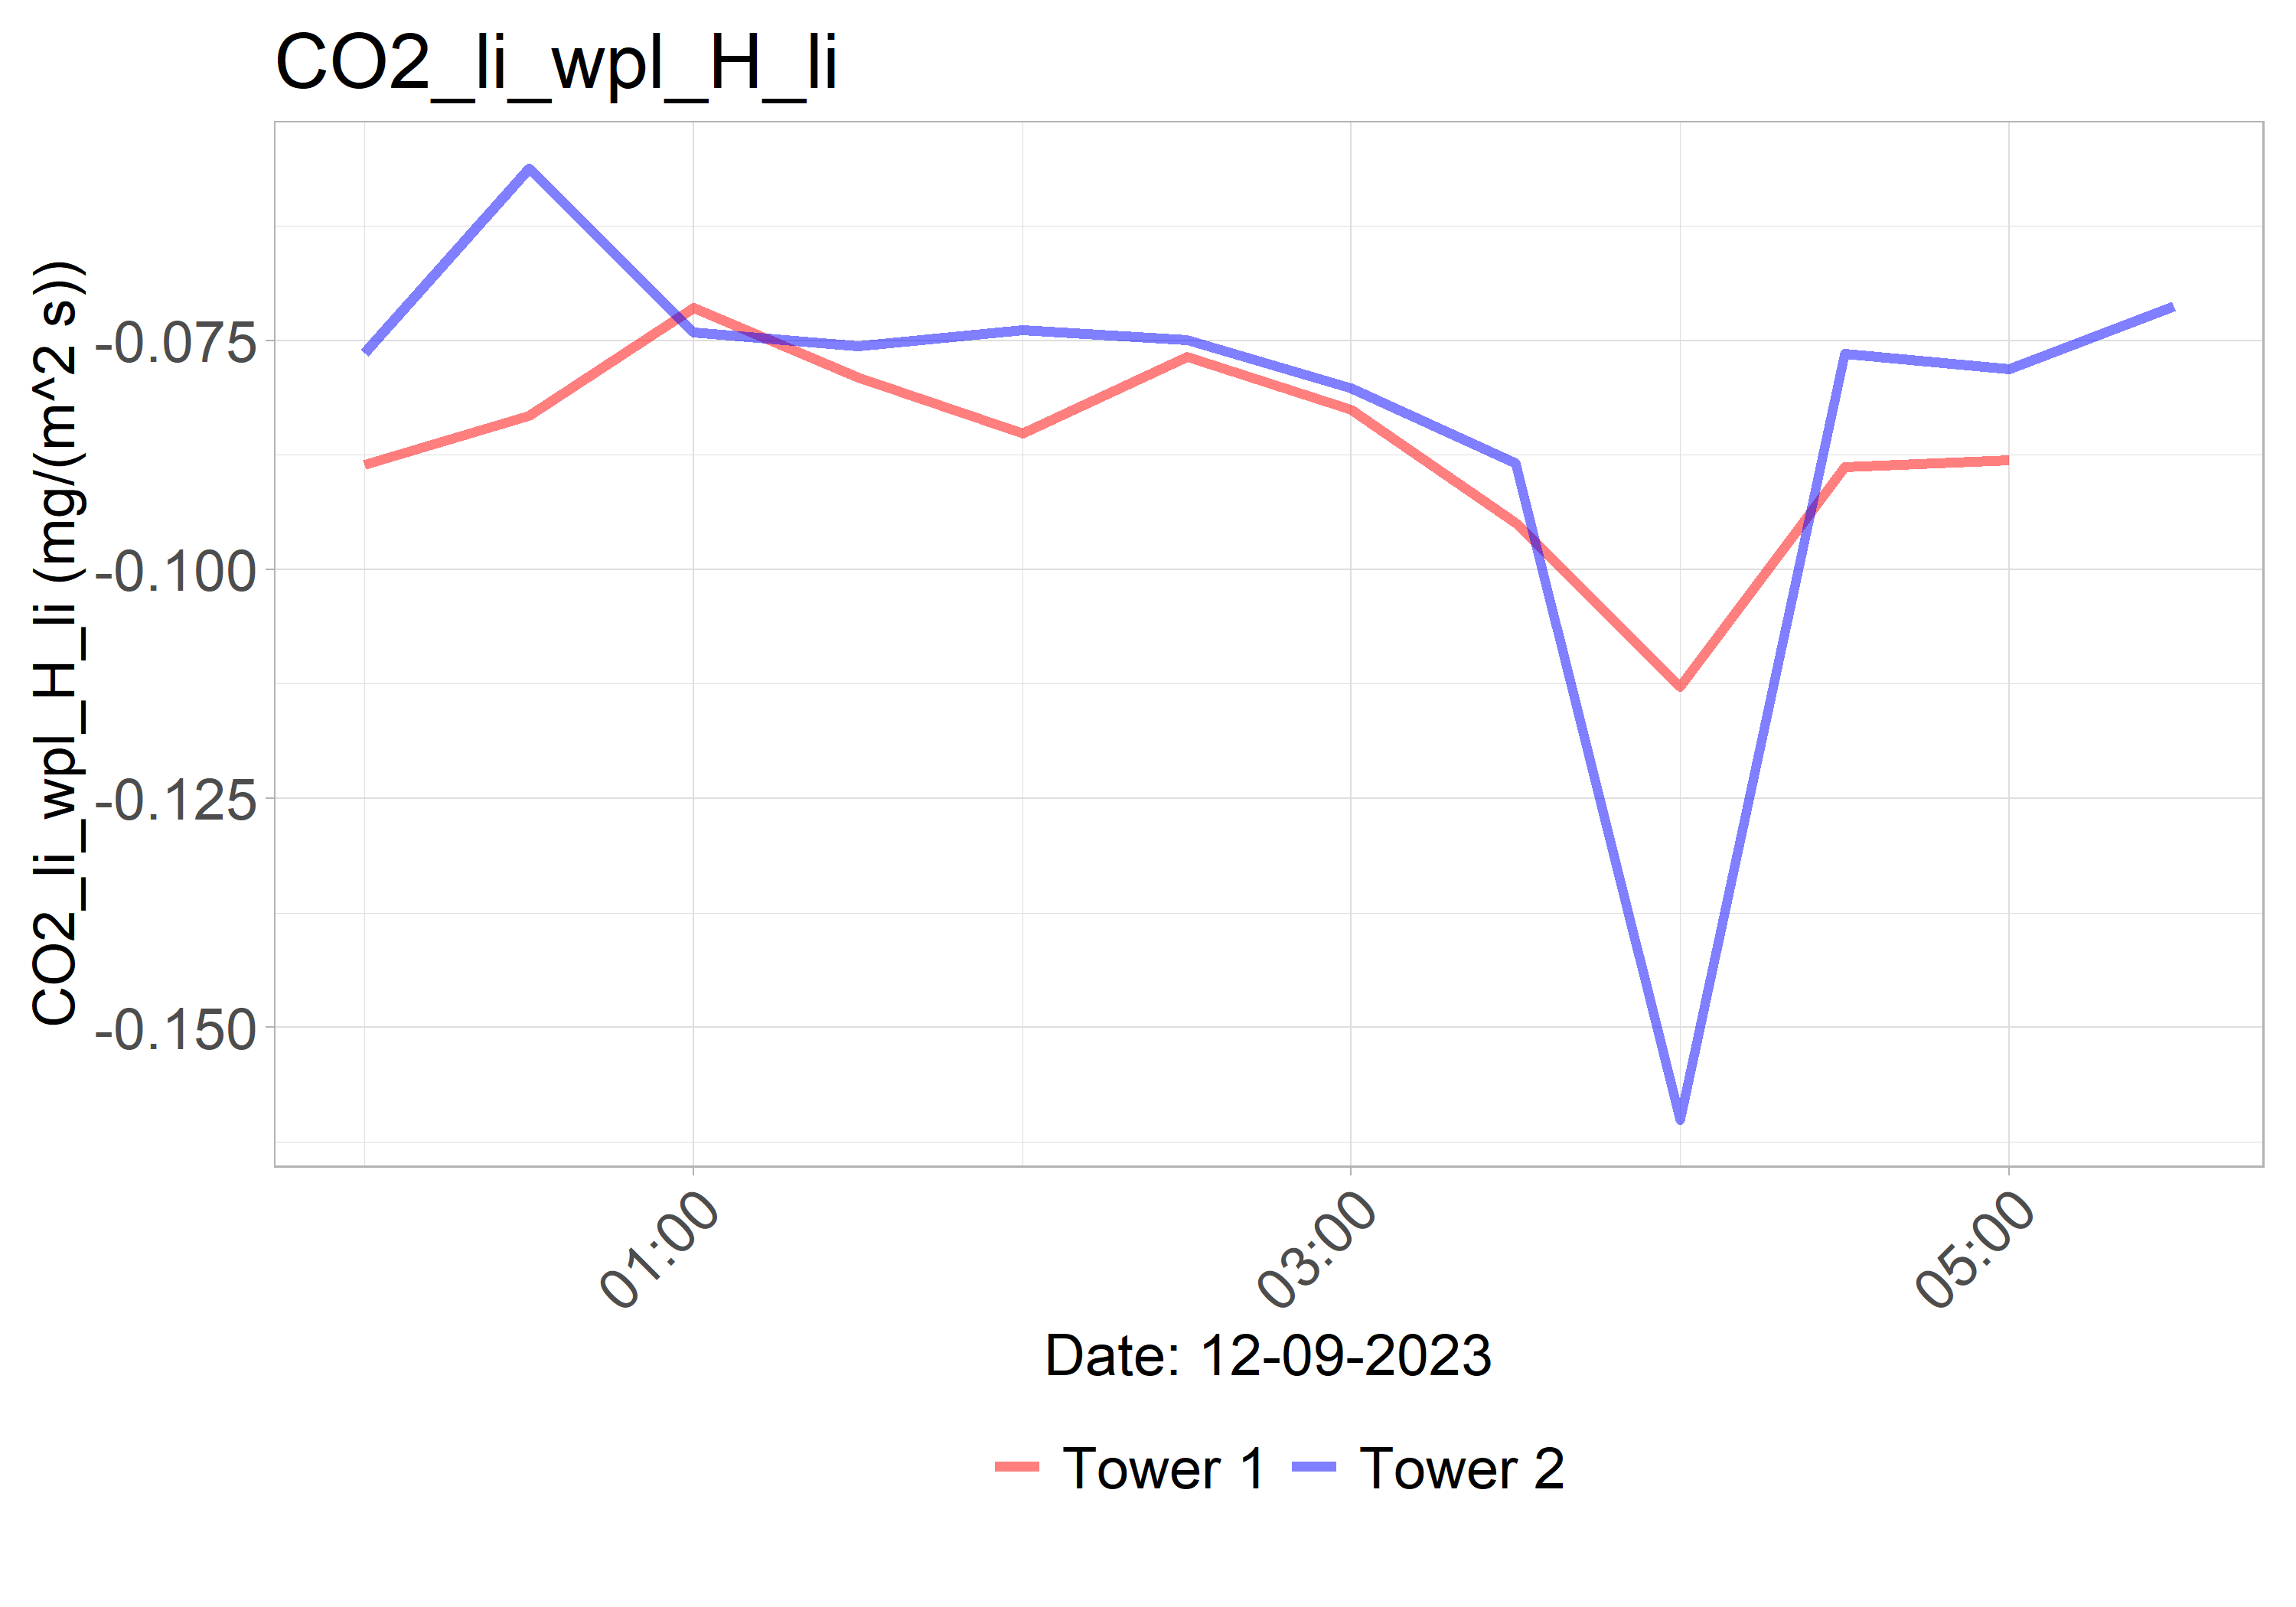 CO2_li_wpl_H_li
CO2_li_wpl_H_li (mg/(m^2 s))
-0.075
-0.100
-0.125
-0.150
01:00
03:00
05:00
Date: 12-09-2023
Tower 1
Tower 2